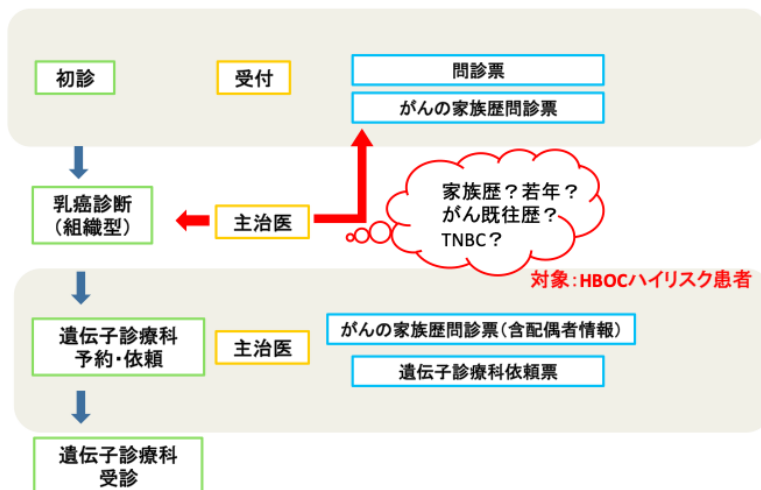 初診
受付
問診票
がんの家族歴問診票
乳癌診断
(組織型)
主治医
家族歴?若年?
がん既往歴?
TNBC?
対象:HBOCハイリスク患者
遺伝子診療科
予約・依頼
主治医
がんの家族歴問診票(含配偶者情報)
遺伝子診療科依頼票
遺伝子診療科
受診